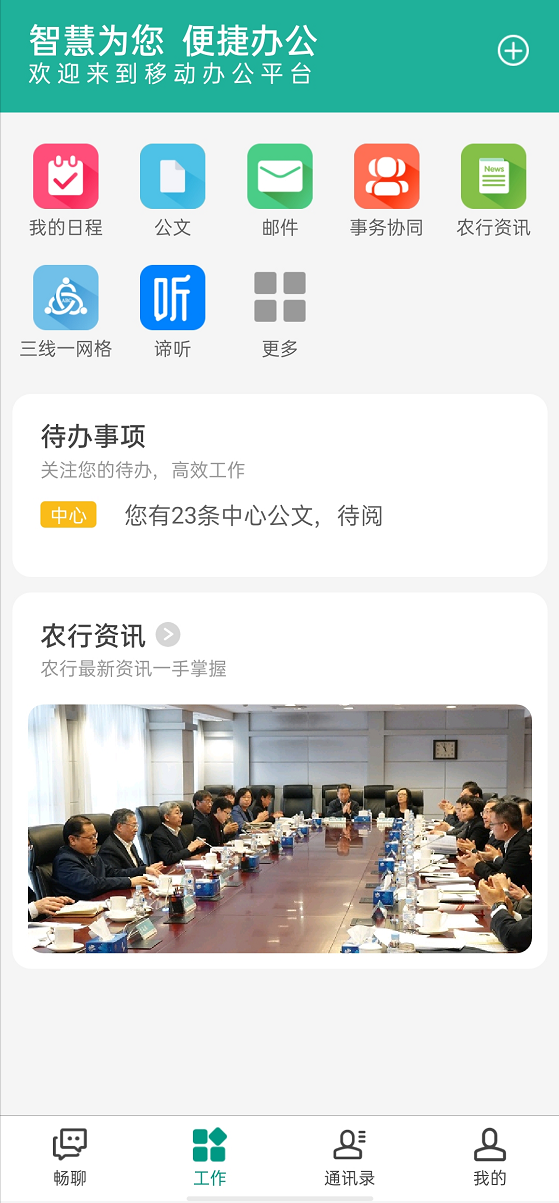 智慧为您 便捷办公
欢迎来到移动办公平台
我的日程
公文
邮件
事务协同
News
农行资讯
三线一网格
听
谛听
更多
待办事项
关注您的待办，高效工作
中心 您有23条中心公文，待阅
农行资讯
农行最新资讯一手掌握
畅聊
工作
通讯录
我的